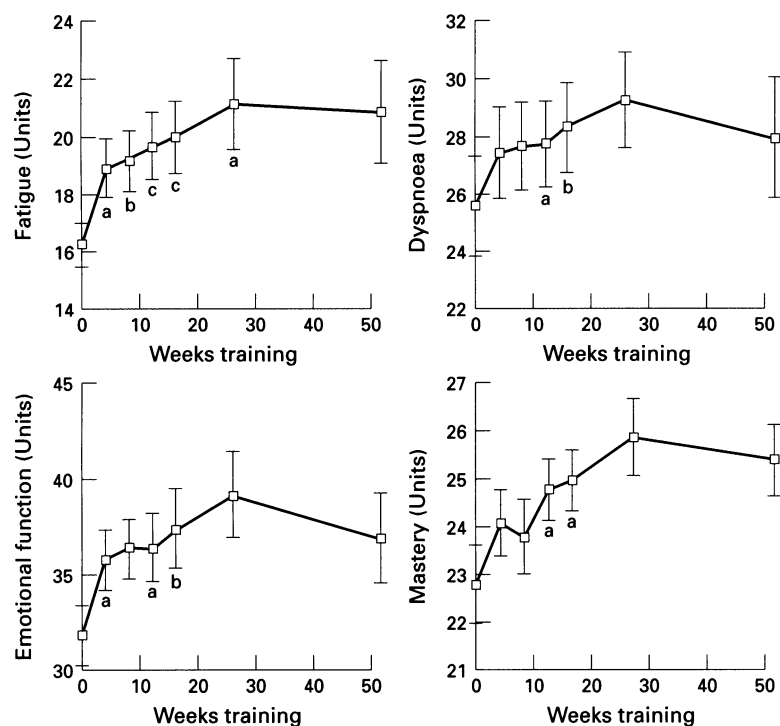 24
22
20
18
16
14
Fatigue (Units)
a
b
c
c
a
0 10 20 30 40 50
Weeks training
32
30
28
26
24
22
Dyspnoea (Units)
a
b
0 10 20 30 40 50
Weeks training
45
40
35
30
Emotional function (Units)
a
a
b
0 10 20 30 40 50
Weeks training
27
26
25
24
23
22
21
Mastery (Units)
a
a
0 10 20 30 40 50
Weeks training